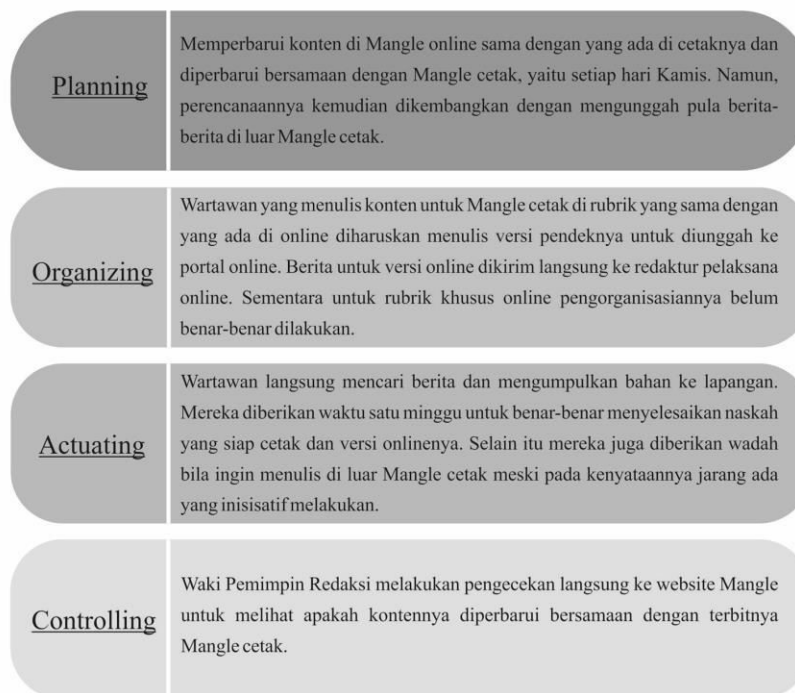 Planning
Memperbarui konten di Mangle online sama dengan yang ada di cetaknya dan
diperbarui bersamaan dengan Mangle cetak, yaitu setiap hari Kamis. Namun,
perencanaannya kemudian dikembangkan dengan mengunggah pula berita-
berita di luar Mangle cetak.
Organizing
Wartawan yang menulis konten untuk Mangle cetak di rubrik yang sama dengan
yang ada di online diharuskan menulis versi pendeknya untuk diunggah ke
portal online. Berita untuk versi online dikirim langsung ke redaktur pelaksana
online. Sementara untuk rubrik khusus online pengorganisasiannya belum
benar-benar dilakukan.
Actuating
Wartawan langsung mencari berita dan mengumpulkan bahan ke lapangan.
Mereka diberikan waktu satu minggu untuk benar-benar menyelesaikan naskah
yang siap cetak dan versi onlinenya. Selain itu mereka juga diberikan wadah
bila ingin menulis di luar Mangle cetak meski pada kenyataannya jarang ada
yang inisisatif melakukan.
Controlling
Waki Pemimpin Redaksi melakukan pengecekan langsung ke website Mangle
untuk melihat apakah kontennya diperbarui bersamaan dengan terbitnya
Mangle cetak.